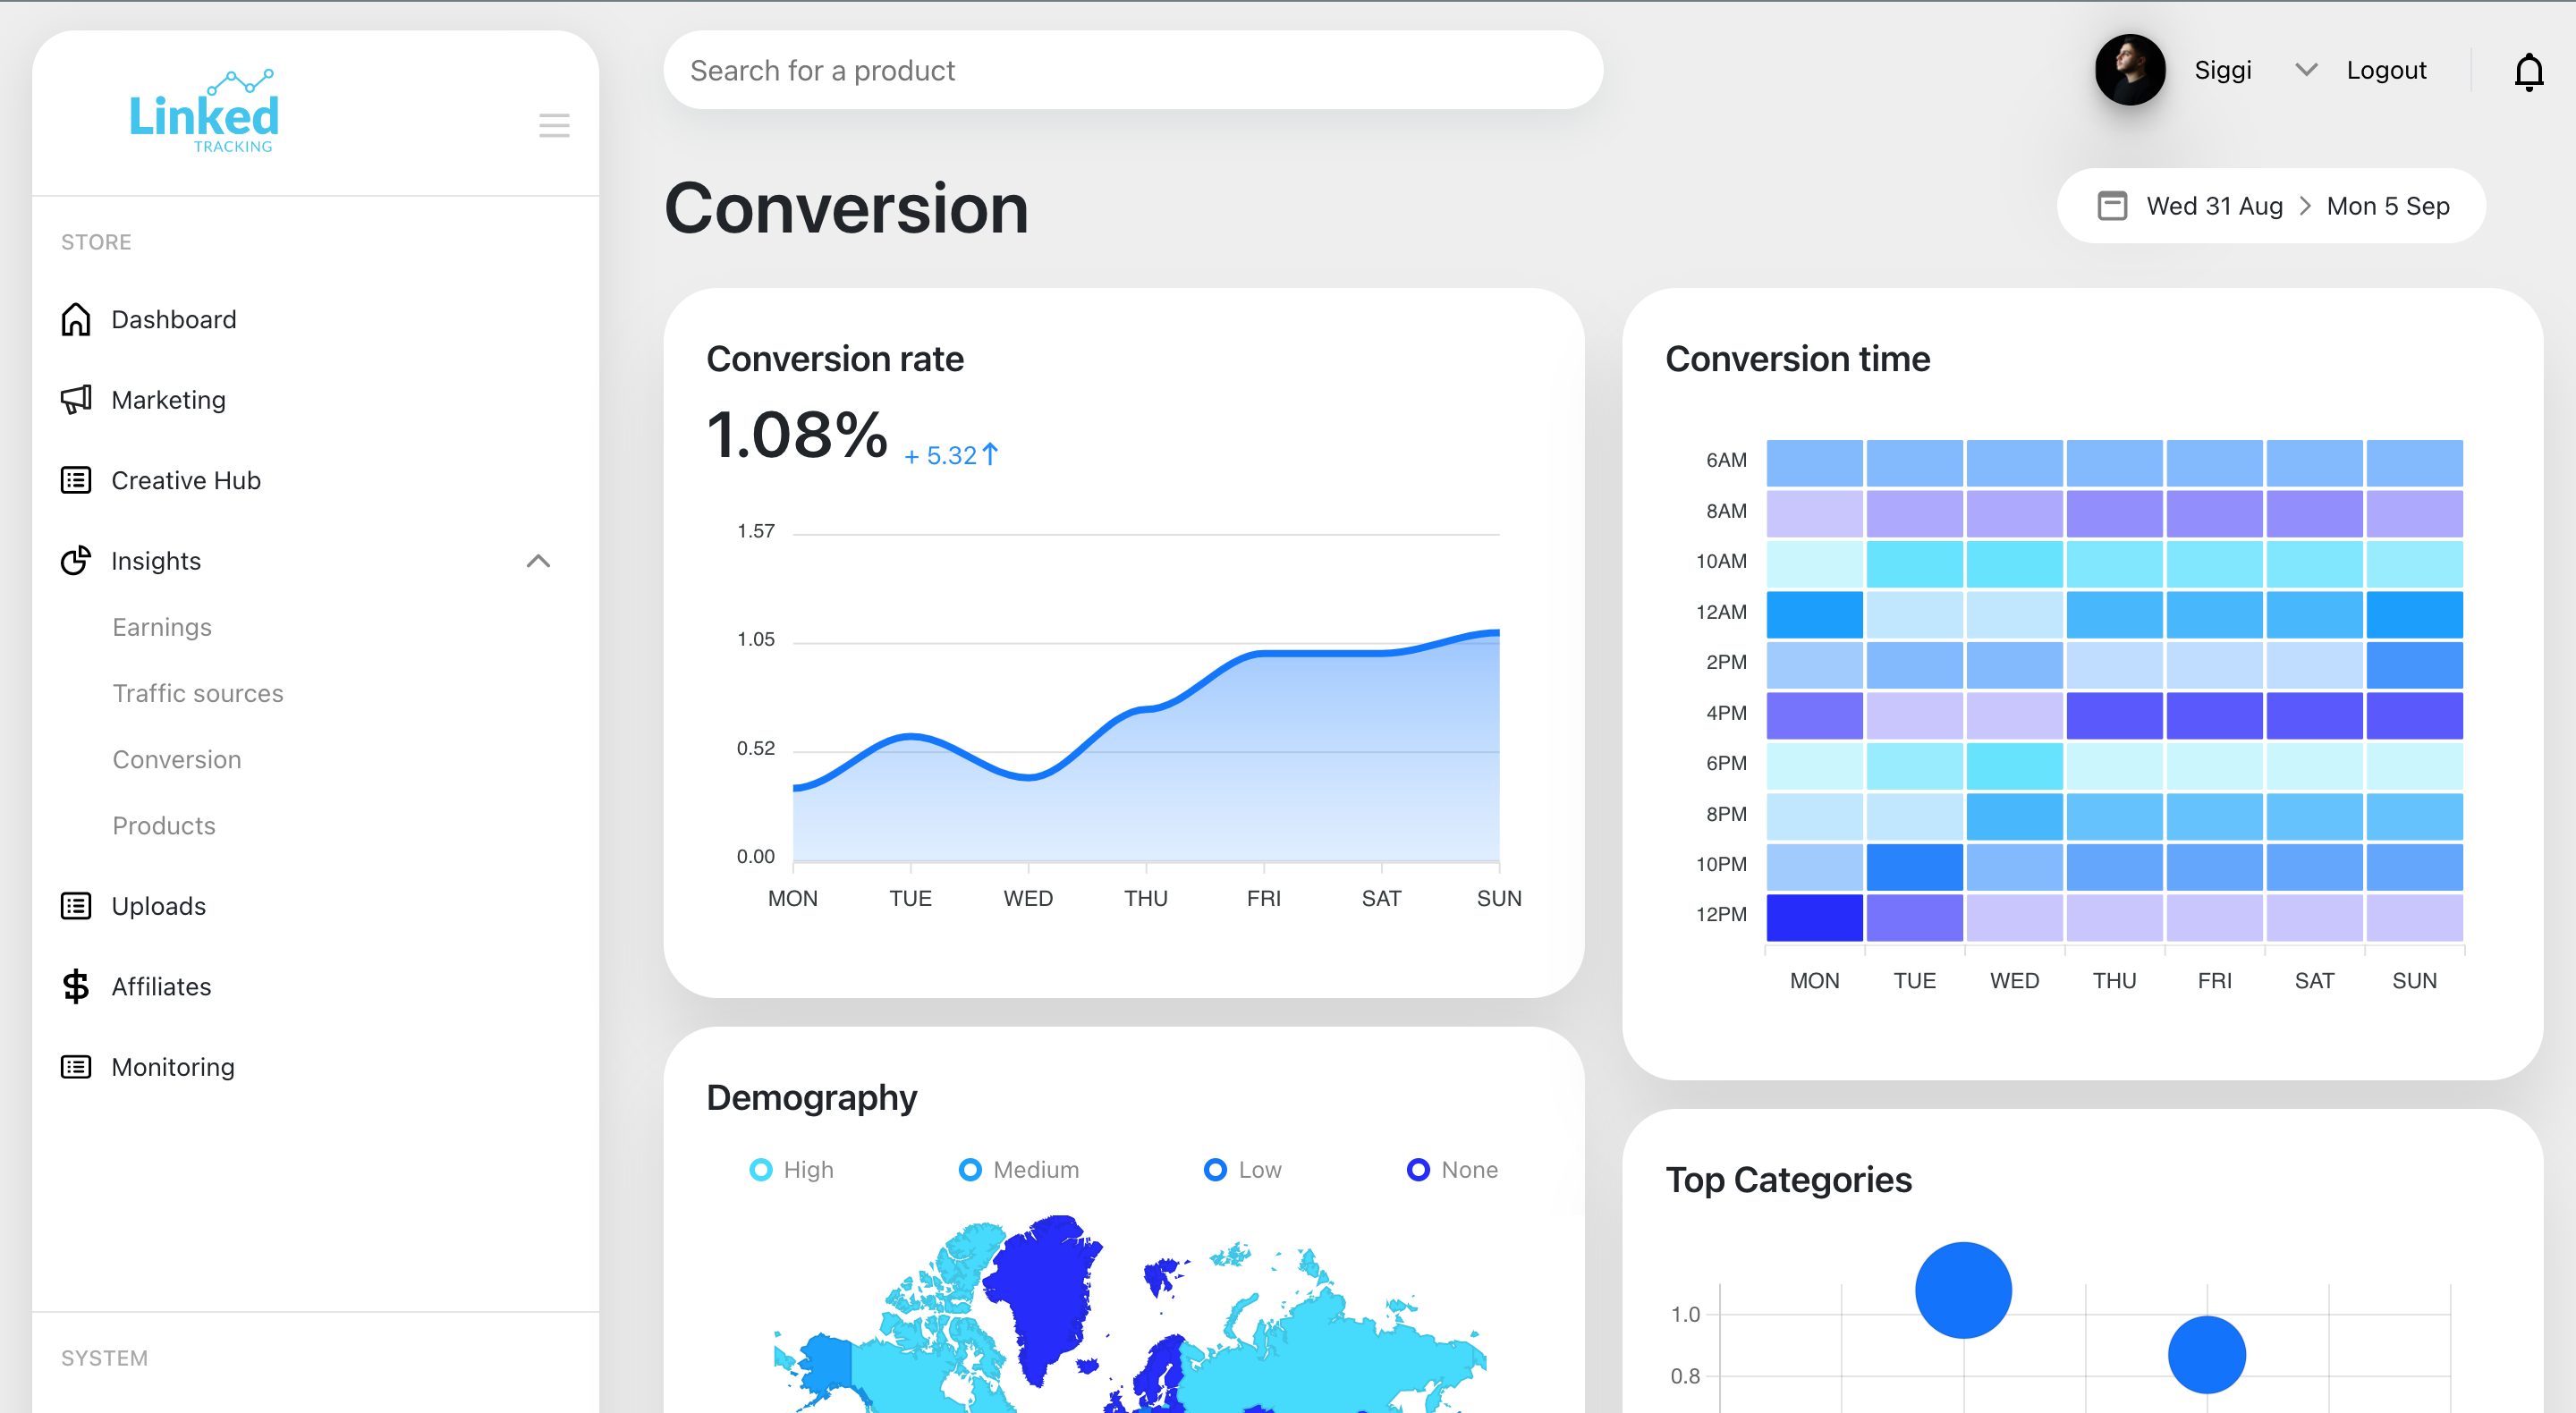 Linked
TRACKING
STORE
Dashboard
Marketing
Creative Hub
Insights
Earnings
Traffic sources
Conversion
Products
Uploads
Affiliates
Monitoring
SYSTEM
Search for a product
Siggi
Logout
Conversion
Wed 31 Aug > Mon 5 Sep
Conversion rate
1.08% + 5.32↑
1.57
1.05
0.52
0.00
MON TUE WED THU FRI SAT SUN
Conversion time
6AM
8AM
10AM
12AM
2PM
4PM
6PM
8PM
10PM
12PM
MON TUE WED THU FRI SAT SUN
Demography
High Medium Low None
Top Categories
1.0
0.8